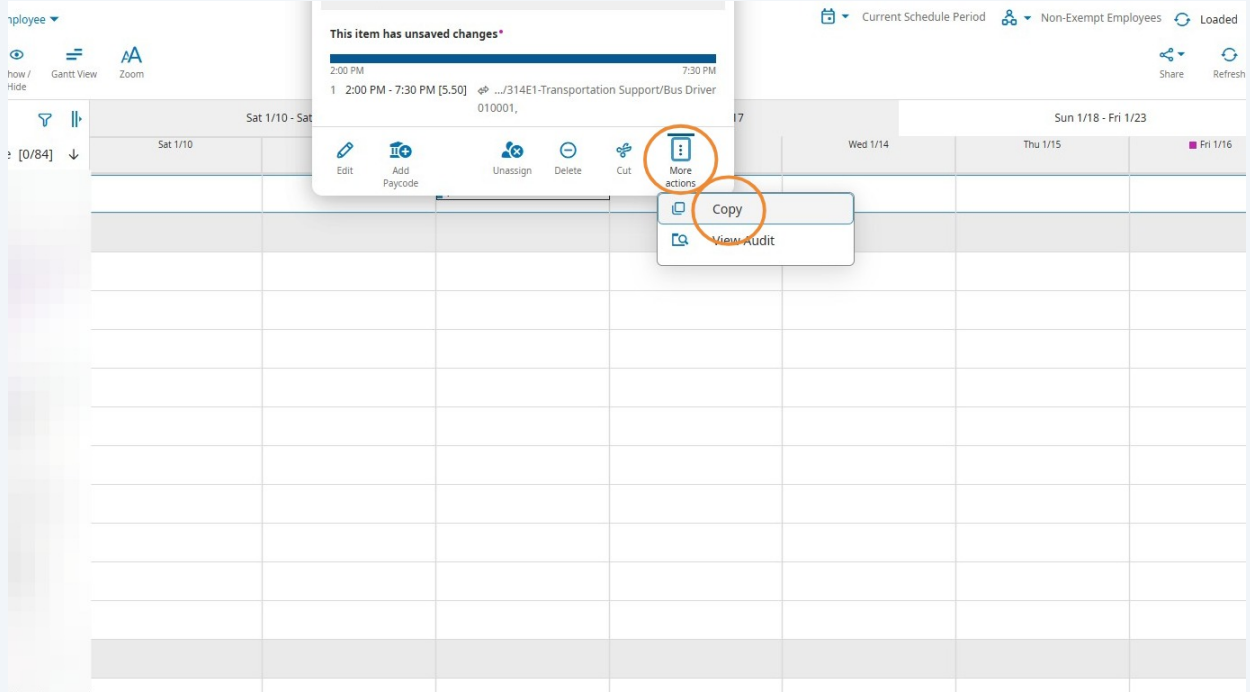 nployee
Current Schedule Period
Non-Exempt Employees
Loaded
how /
Hide
Gantt View
Zoom
Share
Refresh
This item has unsaved changes*
2:00 PM
7:30 PM
1 2:00 PM - 7:30 PM [5.50] .../314E1-Transportation Support/Bus Driver
010001,
Edit
Add
Paycode
Unassign
Delete
Cut
More
actions
Copy
View Audit
Sat 1/10 - Sat
17
Sun 1/18 - Fri 1/23
e [0/84]
Sat 1/10
Wed 1/14
Thu 1/15
Fri 1/16